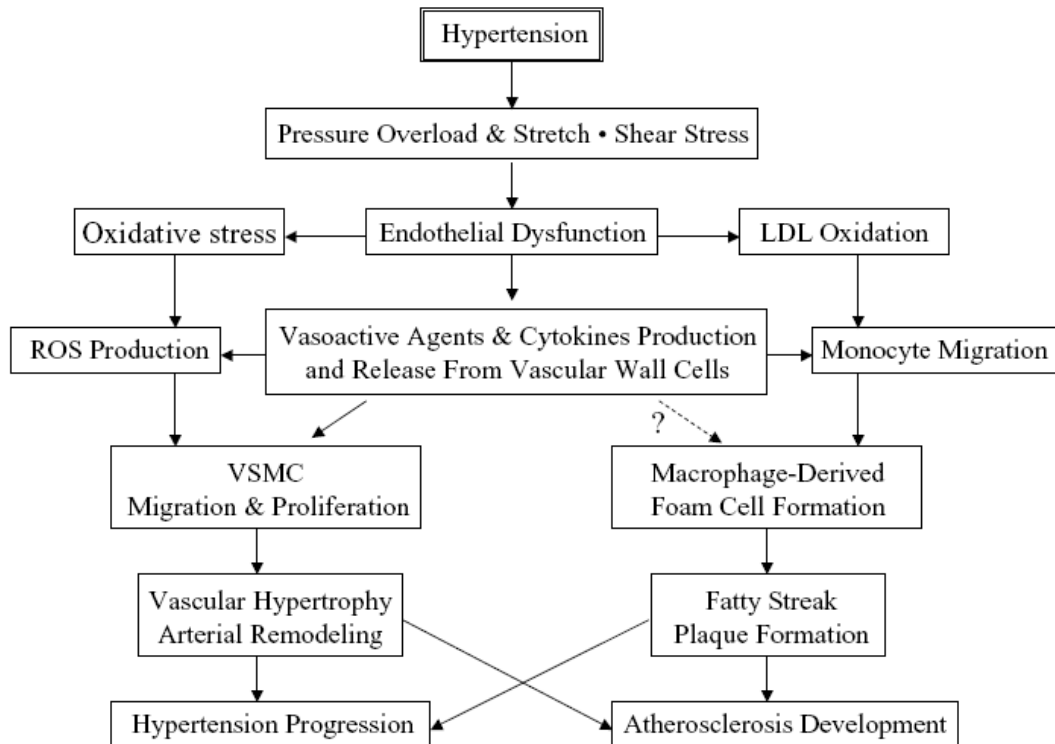 Hypertension
Pressure Overload & Stretch • Shear Stress
Oxidative stress
Endothelial Dysfunction
LDL Oxidation
ROS Production
Vasoactive Agents & Cytokines Production
and Release From Vascular Wall Cells
Monocyte Migration
?
VSMC
Migration & Proliferation
Macrophage-Derived
Foam Cell Formation
Vascular Hypertrophy
Arterial Remodeling
Fatty Streak
Plaque Formation
Hypertension Progression
Atherosclerosis Development